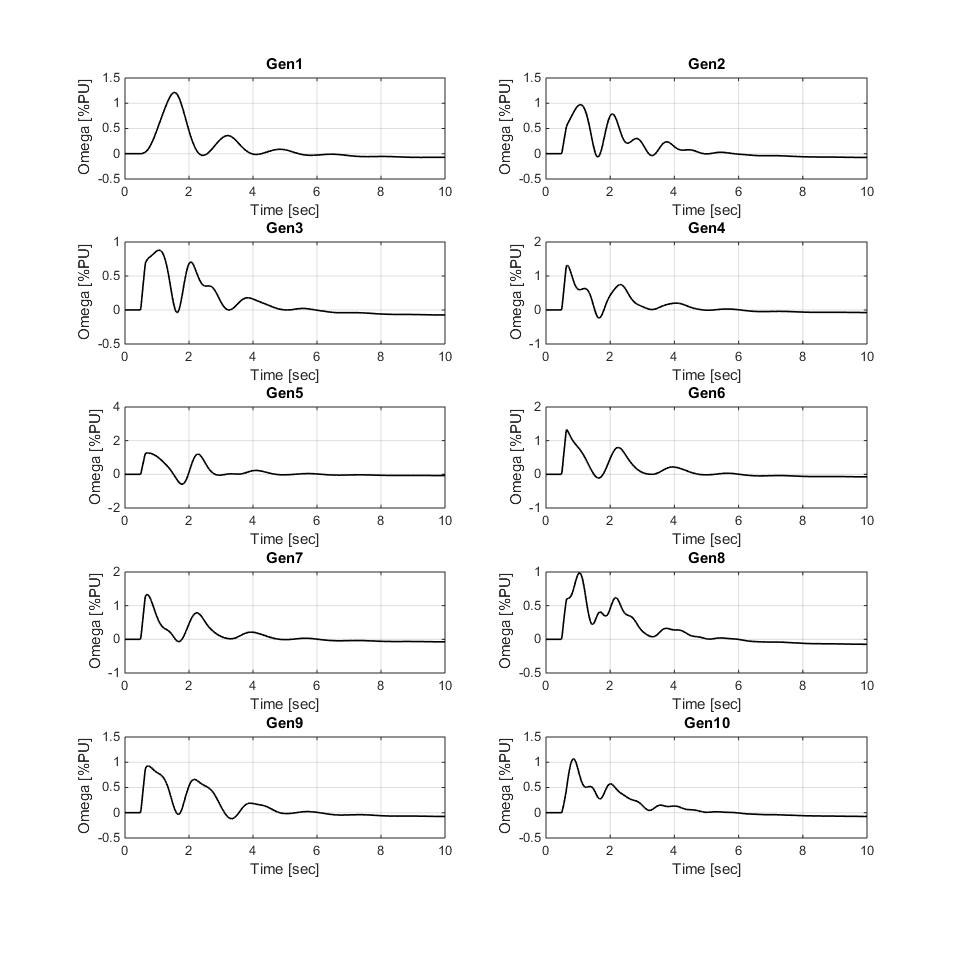 Gen1
1.5
1
0.5
0
-0.5
Omega [%PU]
0 2 4 6 8 10
Time [sec]
Gen2
1.5
1
0.5
0
-0.5
Omega [%PU]
0 2 4 6 8 10
Time [sec]
Gen3
1
0.5
0
-0.5
Omega [%PU]
0 2 4 6 8 10
Time [sec]
Gen4
2
1
0
-1
Omega [%PU]
0 2 4 6 8 10
Time [sec]
Gen5
4
2
0
-2
Omega [%PU]
0 2 4 6 8 10
Time [sec]
Gen6
2
1
0
-1
Omega [%PU]
0 2 4 6 8 10
Time [sec]
Gen7
2
1
0
-1
Omega [%PU]
0 2 4 6 8 10
Time [sec]
Gen8
1
0.5
0
-0.5
Omega [%PU]
0 2 4 6 8 10
Time [sec]
Gen9
1.5
1
0.5
0
-0.5
Omega [%PU]
0 2 4 6 8 10
Time [sec]
Gen10
1.5
1
0.5
0
-0.5
Omega [%PU]
0 2 4 6 8 10
Time [sec]